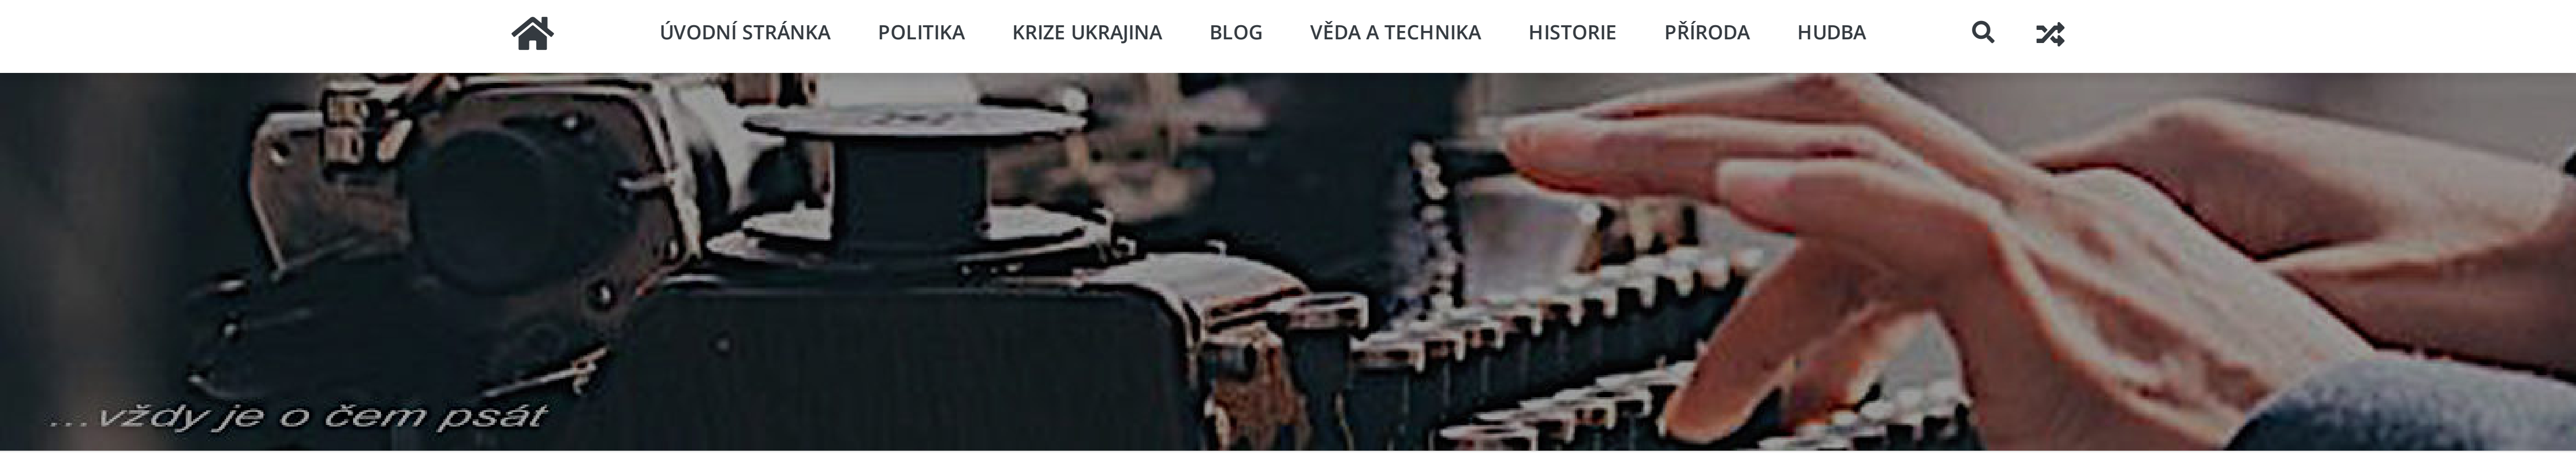 ÚVODNÍ STRÁNKA POLITIKA KRIZE UKRAJINA BLOG VĚDA A TECHNIKA HISTORIE PŘÍRODA HUDBA
...vždy je o čem psát